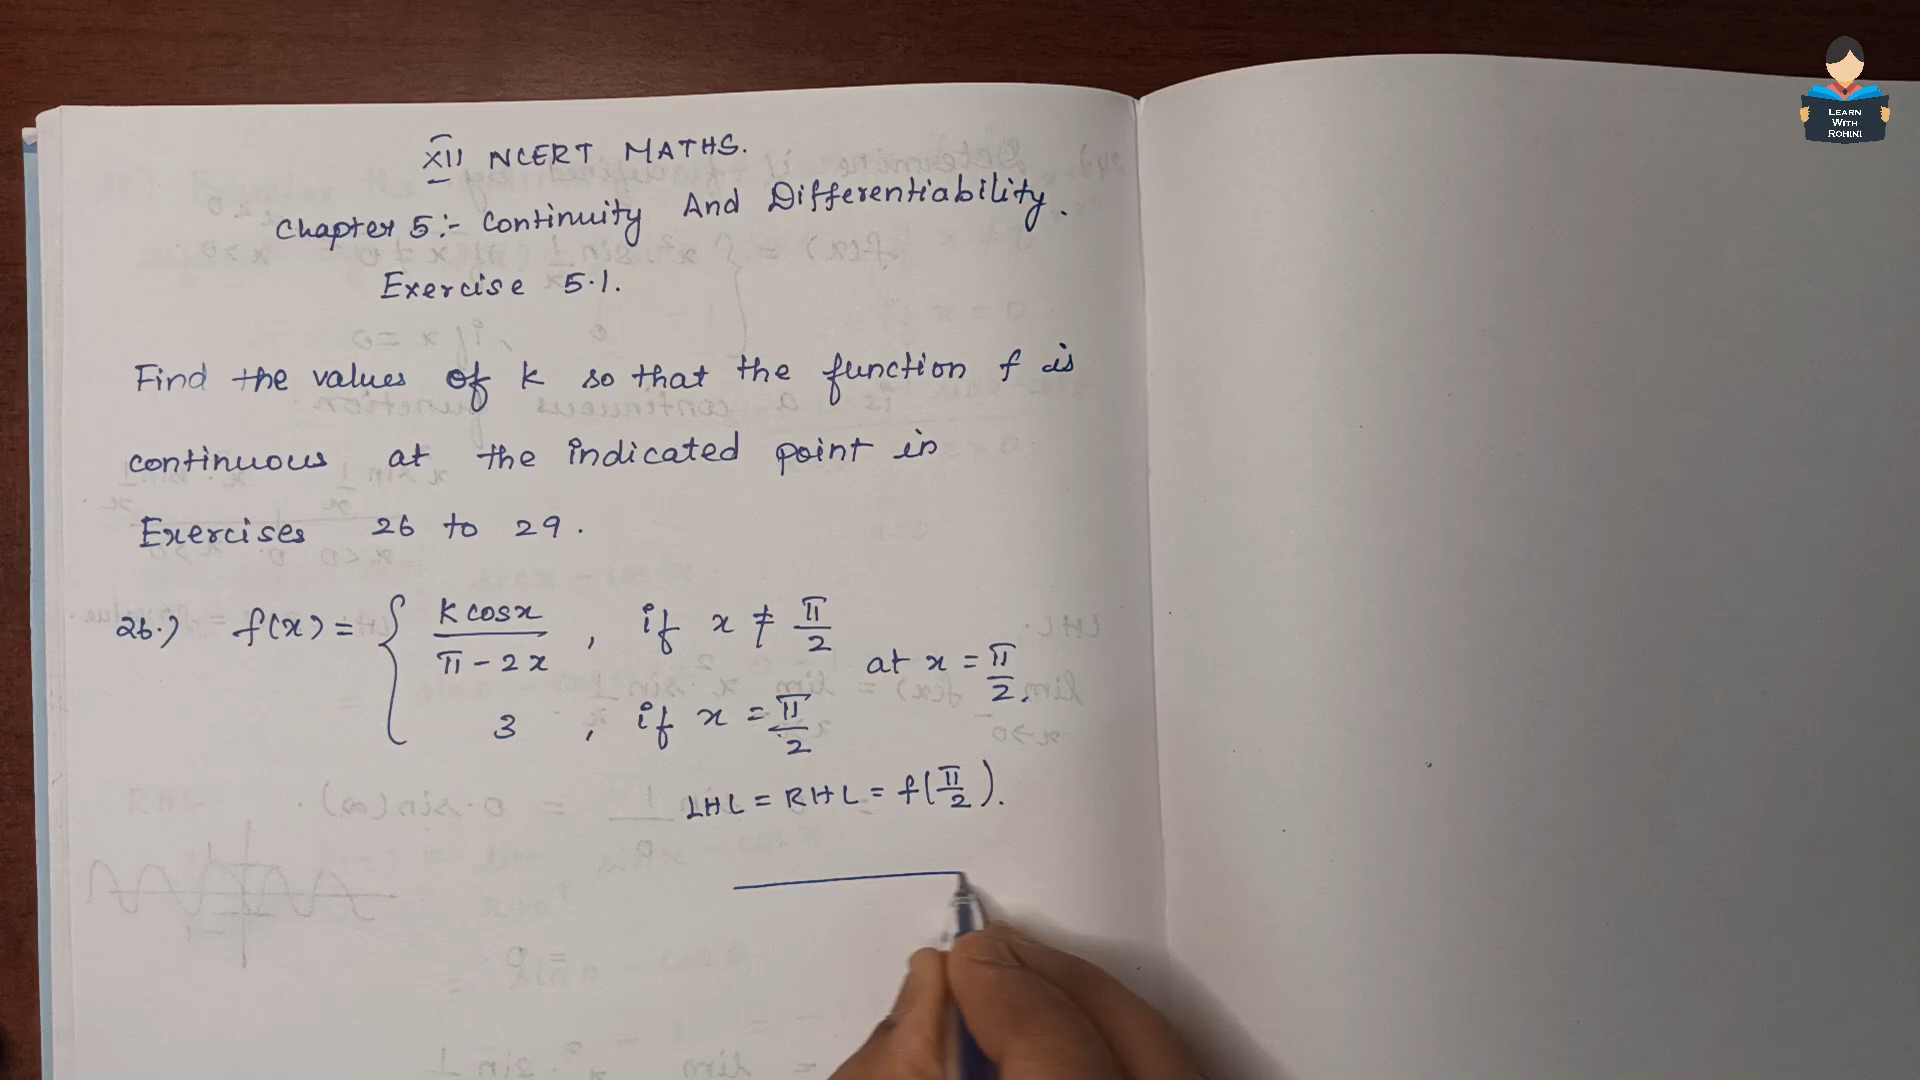 XII NCERT MATHS.
Chapter 5:- Continuity And Differentiability.
Exercise 5.1.
Find the values of k so that the function f is
continuous at the indicated point in
Exercises 26 to 29.
26.) f(x) = { k cosx / π - 2x , if x ≠ π/2
3 , if x = π/2
at x = π/2.
LHL = RHL = f(π/2).
LEARN
WITH
ROHINI